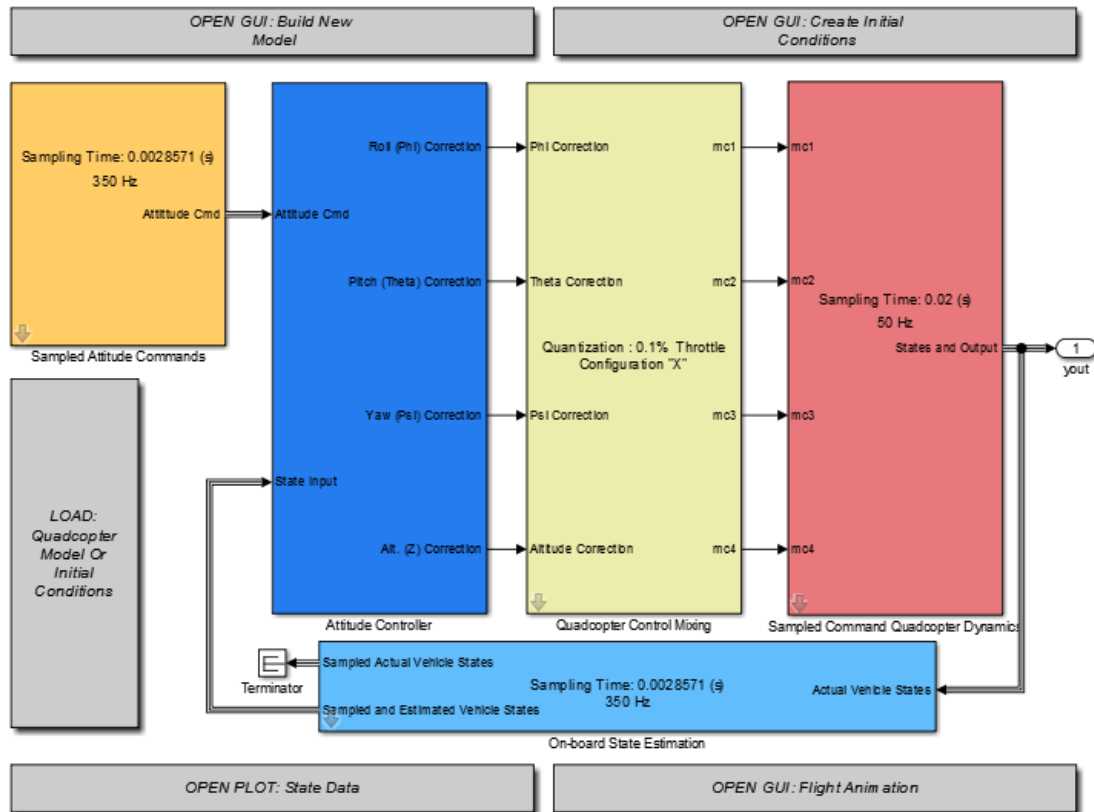 OPEN GUI: Build New
Model
OPEN GUI: Create Initial
Conditions
Sampling Time: 0.0028571 (s)
350 Hz
Attitude Cmd
Sampled Attitude Commands
Roll (Phi) Correction
Attitude Cmd
Pitch (Theta) Correction
Yaw (Psi) Correction
State Input
Alt. (Z) Correction
Attitude Controller
Phi Correction
mc1
Theta Correction
mc2
Quantization : 0.1% Throttle
Configuration "X"
Psi Correction
mc3
Altitude Correction
mc4
Quadcopter Control Mixing
mc1
mc2
Sampling Time: 0.02 (s)
50 Hz
States and Output
mc3
mc4
Sampled Command Quadcopter Dynamics
1
yout
LOAD:
Quadcopter
Model Or
Initial
Conditions
Terminator
Sampled Actual Vehicle States
Sampling Time: 0.0028571 (s)
350 Hz
Actual Vehicle States
Sampled and Estimated Vehicle States
On-board State Estimation
OPEN PLOT: State Data
OPEN GUI: Flight Animation